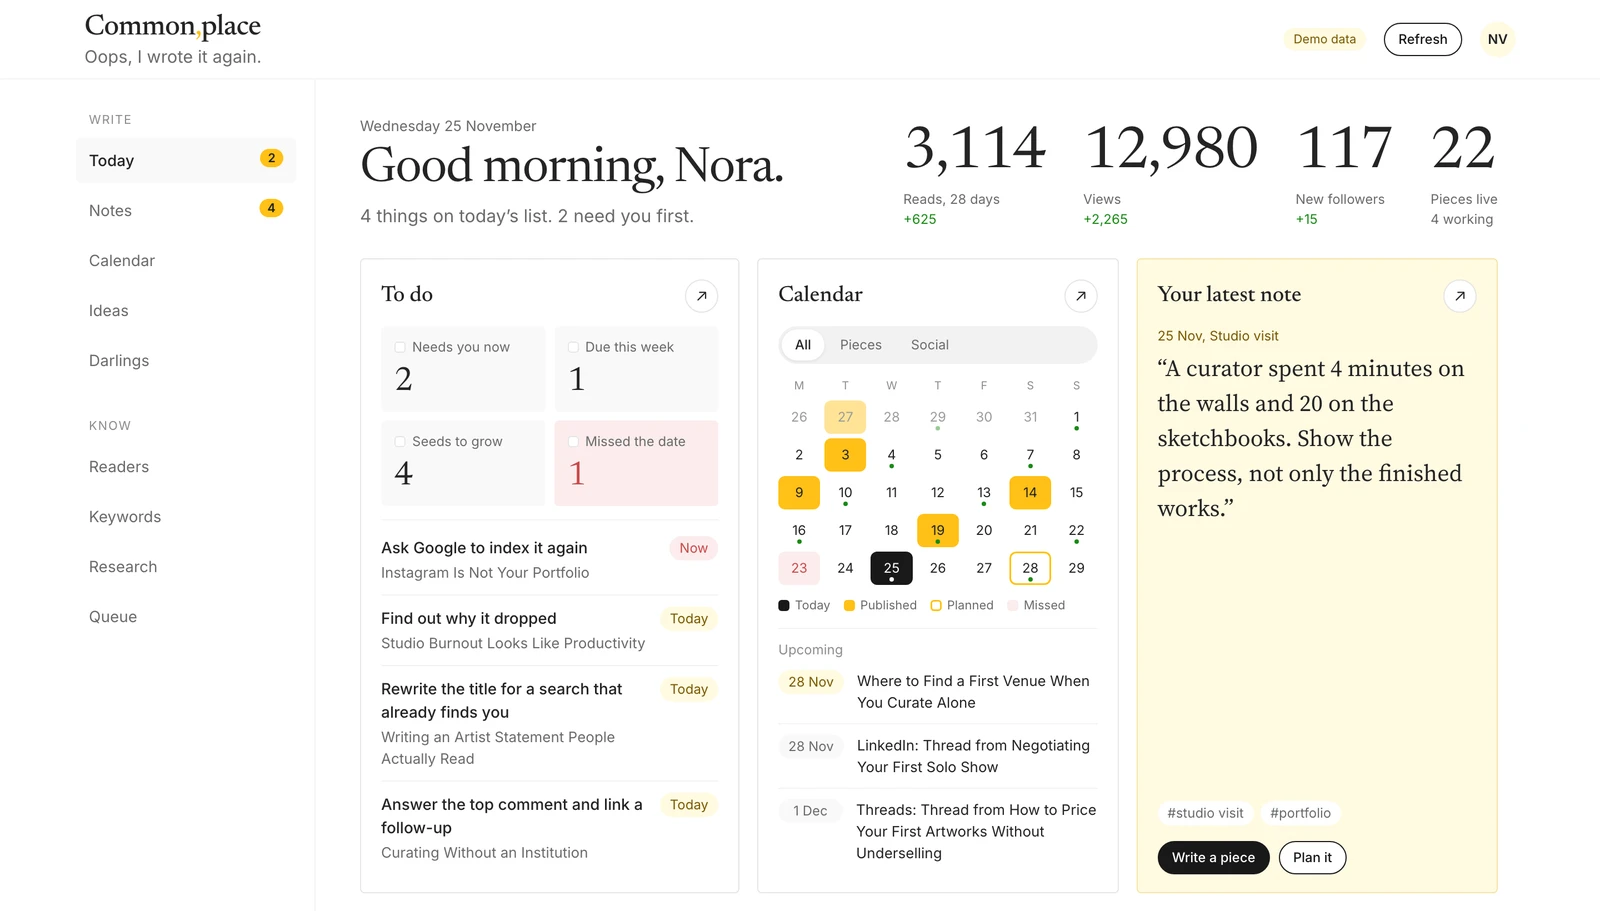 Common,place
Oops, I wrote it again.
Demo data
Refresh
NV
WRITE
Today
2
Notes
4
Calendar
Ideas
Darlings
KNOW
Readers
Keywords
Research
Queue
Wednesday 25 November
Good morning, Nora.
4 things on today’s list. 2 need you first.
3,114
Reads, 28 days
+625
12,980
Views
+2,265
117
New followers
+15
22
Pieces live
4 working
To do
Needs you now
2
Due this week
1
Seeds to grow
4
Missed the date
1
Ask Google to index it again
Now
Instagram Is Not Your Portfolio
Find out why it dropped
Today
Studio Burnout Looks Like Productivity
Rewrite the title for a search that
already finds you
Today
Writing an Artist Statement People
Actually Read
Answer the top comment and link a
follow-up
Today
Curating Without an Institution
Calendar
All Pieces Social
M T W T F S S
26 27 28 29 30 31 1
2 3 4 5 6 7 8
9 10 11 12 13 14 15
16 17 18 19 20 21 22
23 24 25 26 27 28 29
Today Published Planned Missed
Upcoming
28 Nov
Where to Find a First Venue When
You Curate Alone
28 Nov
LinkedIn: Thread from Negotiating
Your First Solo Show
1 Dec
Threads: Thread from How to Price
Your First Artworks Without
Underselling
Your latest note
25 Nov, Studio visit
“A curator spent 4 minutes on
the walls and 20 on the
sketchbooks. Show the
process, not only the finished
works.”
#studio visit #portfolio
Write a piece
Plan it